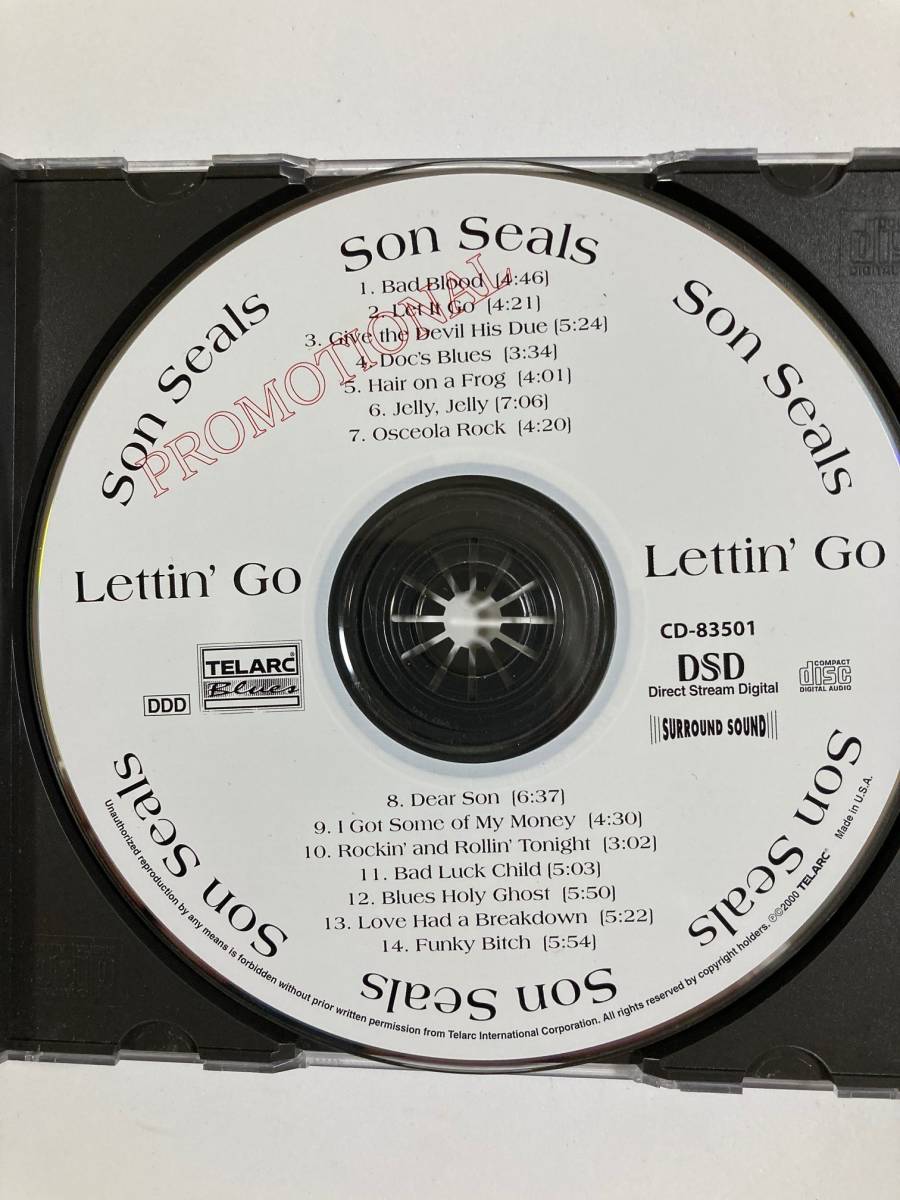 Son Seals
1. Bad Blood (4:46)
2. Let It Go (4:21)
3. Give the Devil His Due (5:24)
4. Doc's Blues (3:34)
5. Hair on a Frog (4:01)
6. Jelly, Jelly (7:06)
7. Osceola Rock (4:20)
PROMOTIONAL
Son Seals
Son Seals
Lettin' Go
Lettin' Go
TELARC
Blues
DDD
CD-83501
DSD
Direct Stream Digital
COMPACT
disc
DIGITAL AUDIO
SURROUND SOUND
8. Dear Son (6:37)
9. I Got Some of My Money (4:30)
10. Rockin' and Rollin' Tonight (3:02)
11. Bad Luck Child (5:03)
12. Blues Holy Ghost (5:50)
13. Love Had a Breakdown (5:22)
14. Funky Bitch (5:54)
Son Seals
Son Seals
Son Seals
Unauthorized reproduction by any means is forbidden without prior written permission from Telarc International Corporation. All rights reserved by copyright holders. ℗©2000 TELARC® Made in U.S.A.